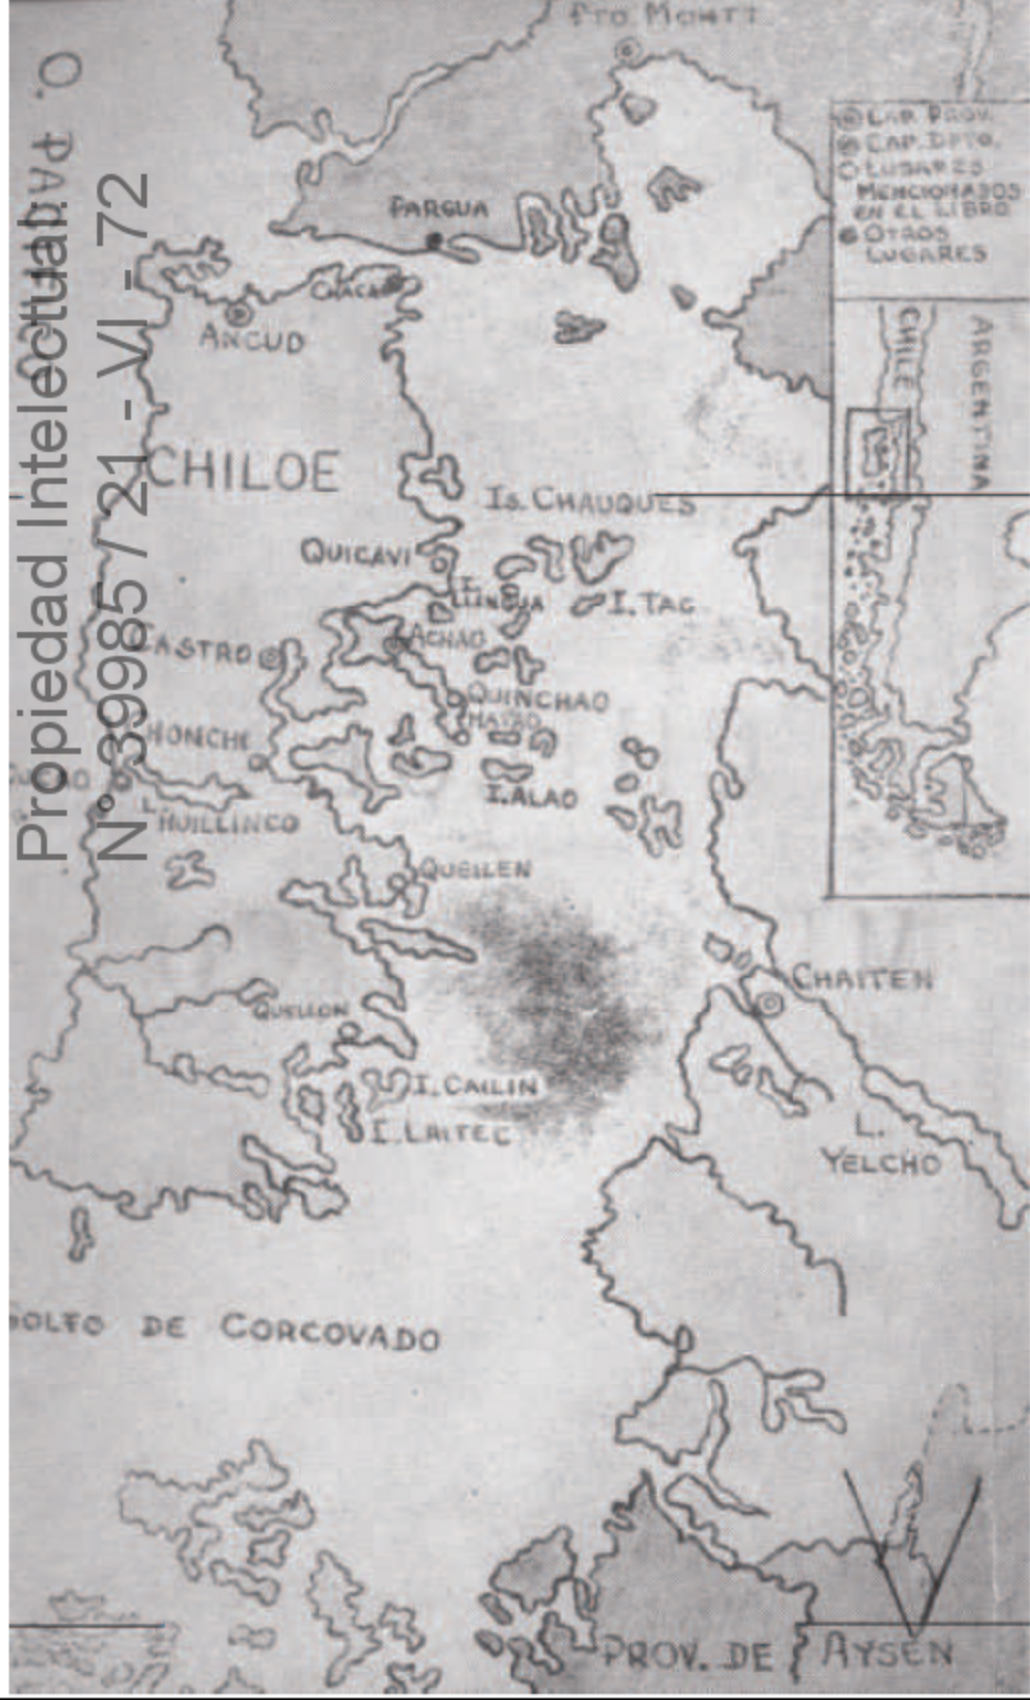 Pto Montt
Cap. Prov.
Cap. Dpto.
Lugares
Mencionados
en el libro
Otros
Lugares
Pargua
Chacao
Ancud
CHILE
ARGENTINA
CHILOE
Is. Chauques
Quicavi
I. Tac
Achao
Castro
Quinchao
Honchi
I. Alao
L. Huillinco
Queilen
Chaiten
Quellon
I. Cailin
I. Laitec
L.
Yelcho
Golfo de Corcovado
Prov. de Aysen
Propiedad Intelectual.
N° 39985 / 21 - VI - 72